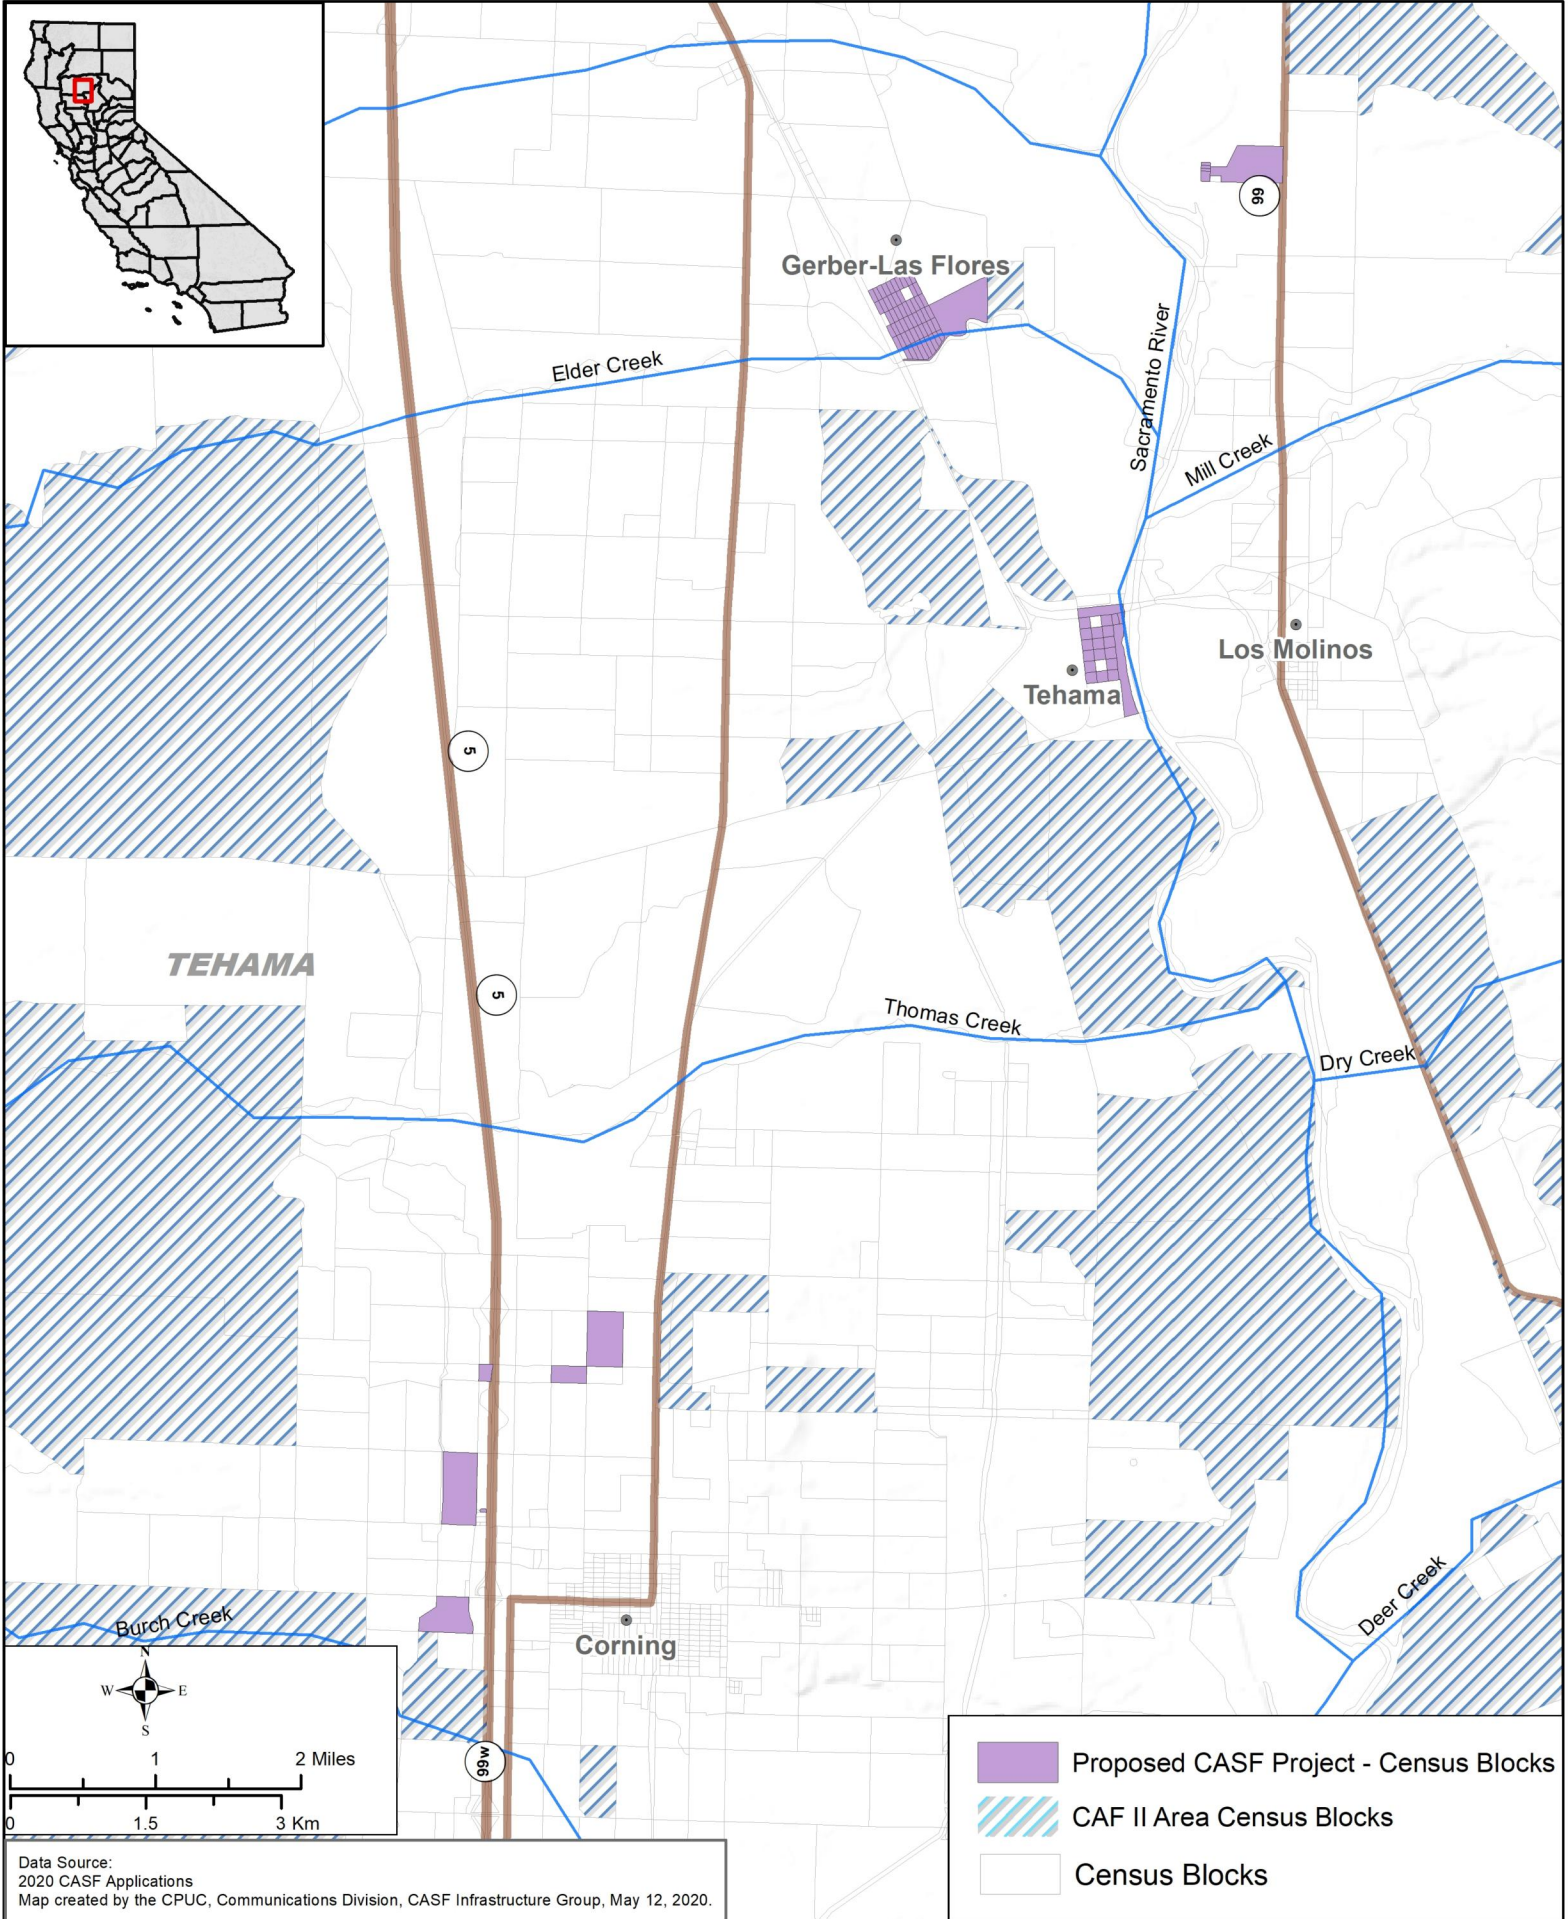 99
Gerber-Las Flores
Sacramento River
Elder Creek
Mill Creek
Los Molinos
Tehama
5
TEHAMA
5
Thomas Creek
Dry Creek
Deer Creek
Burch Creek
Corning
N
W E
S
99w
0 1 2 Miles
0 1.5 3 Km
Proposed CASF Project - Census Blocks
CAF II Area Census Blocks
Census Blocks
Data Source:
2020 CASF Applications
Map created by the CPUC, Communications Division, CASF Infrastructure Group, May 12, 2020.